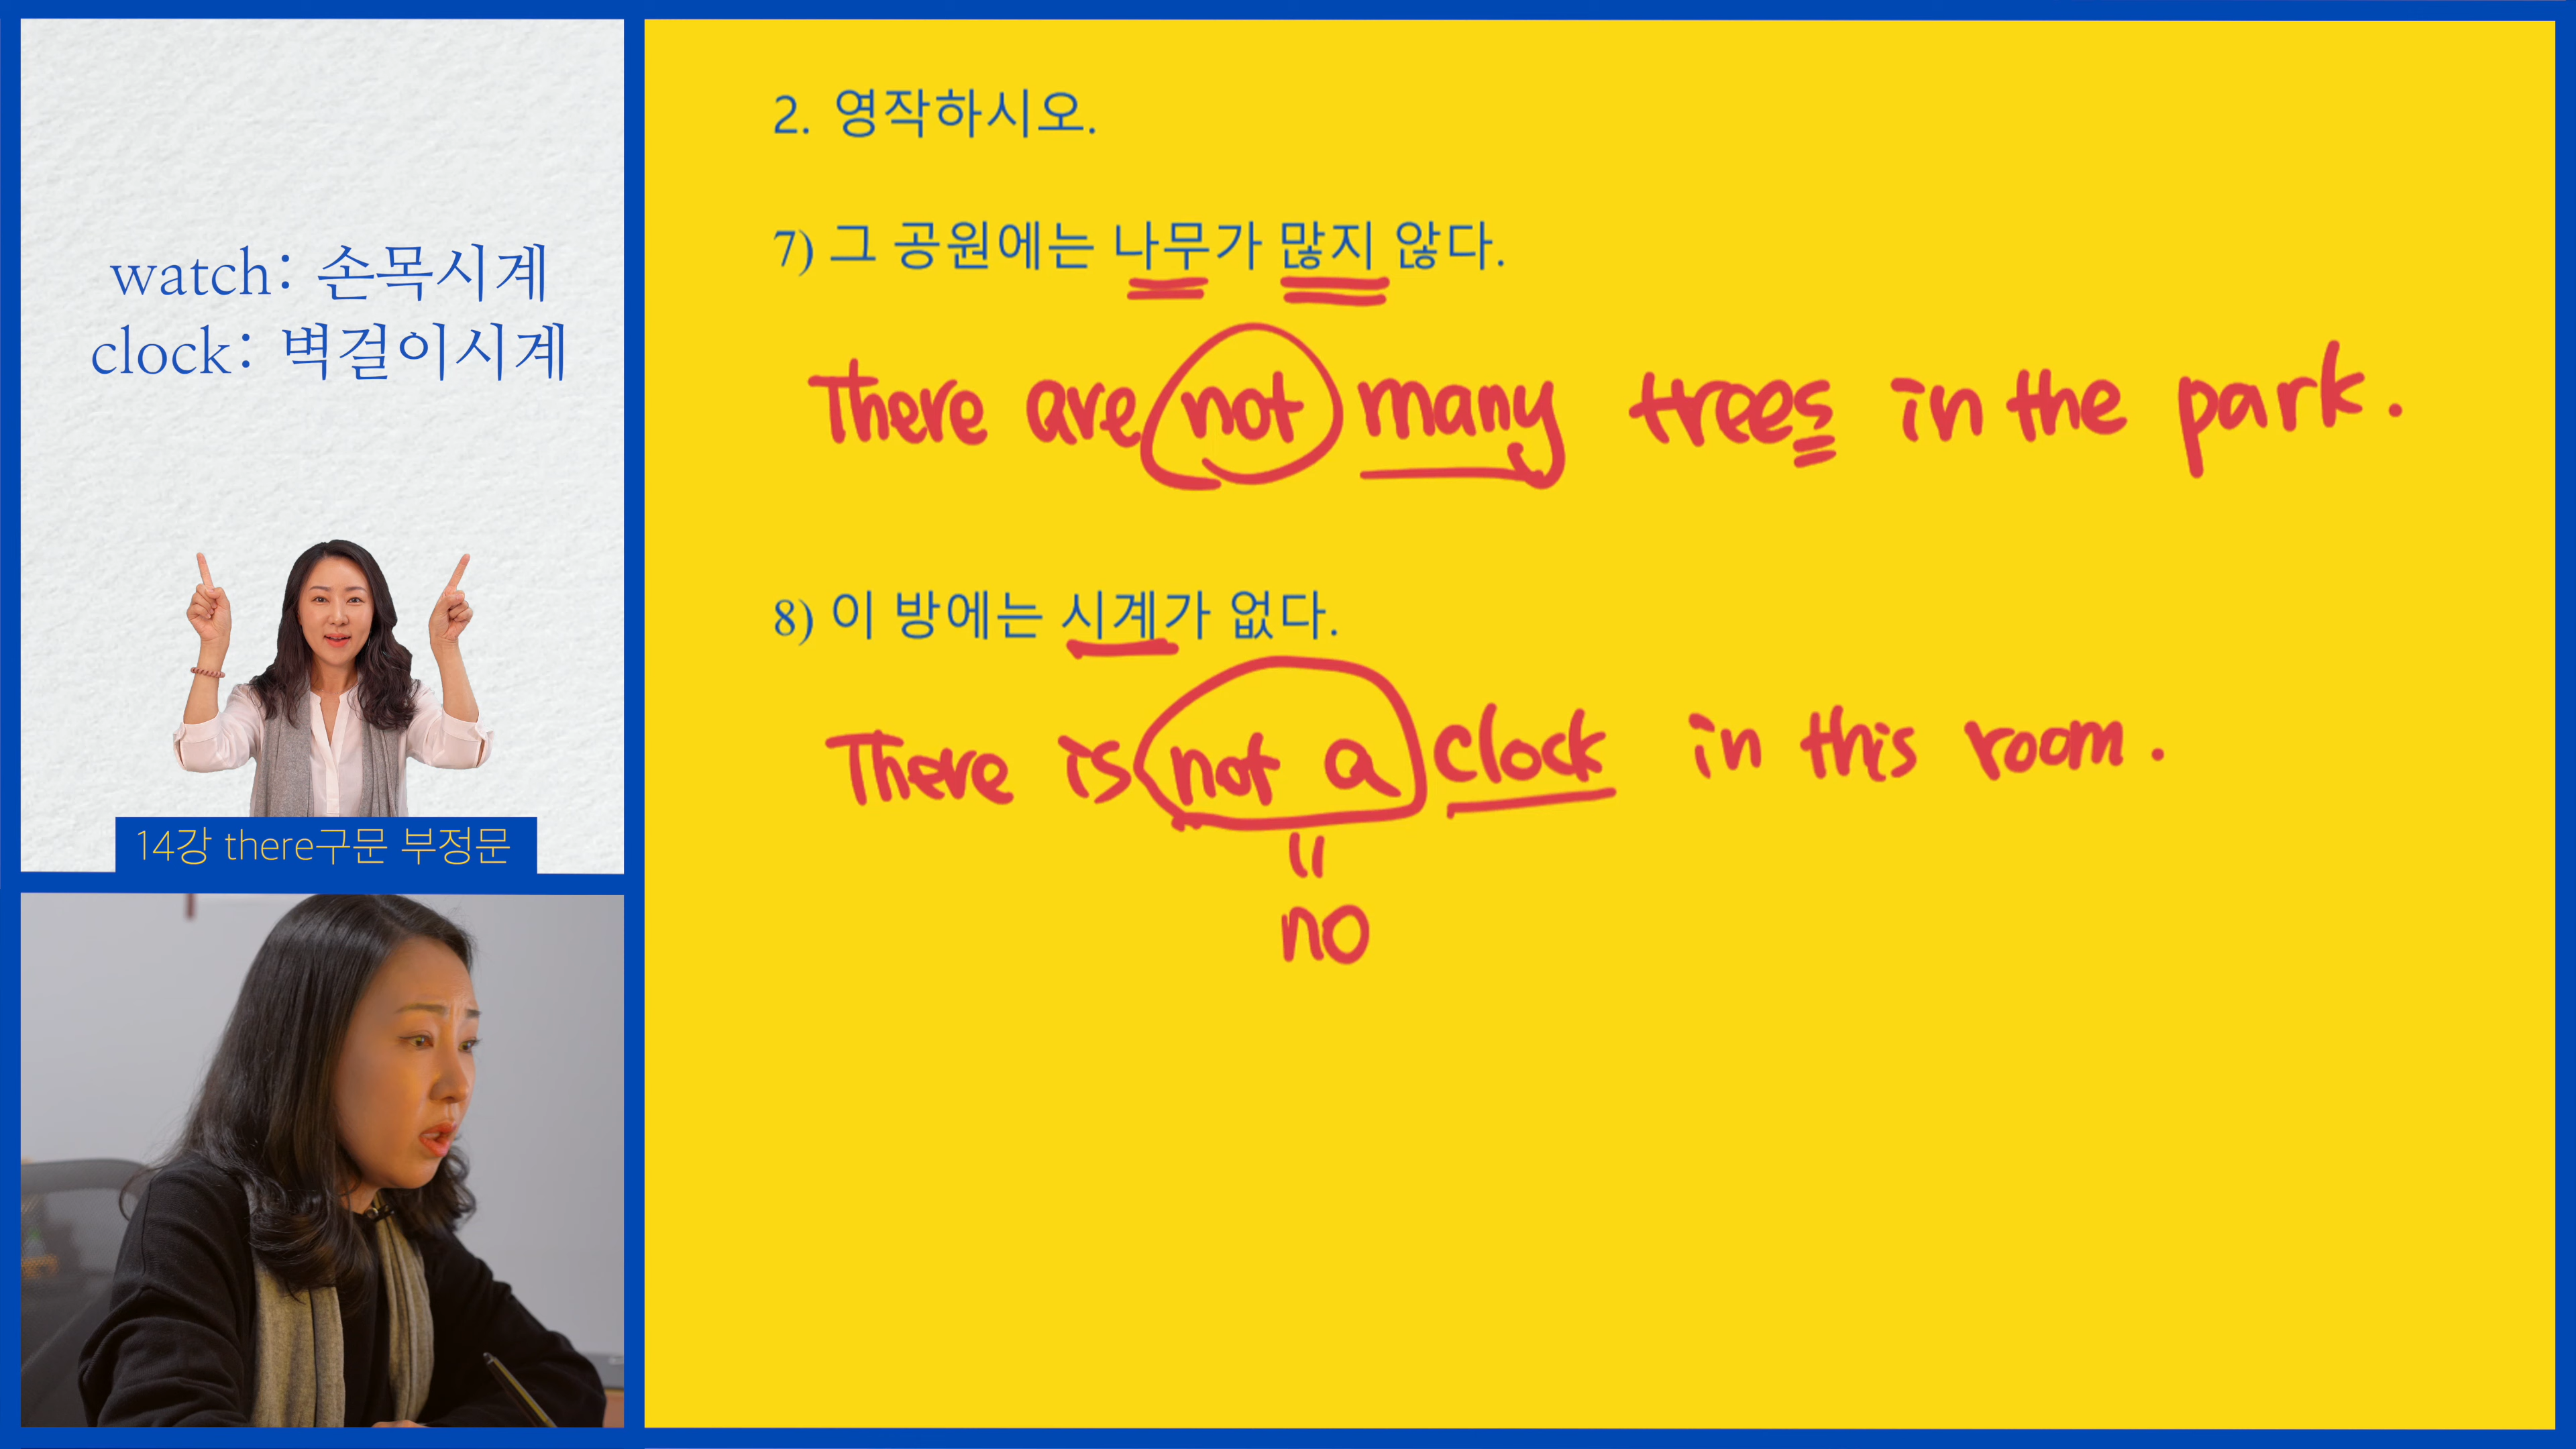 watch: 손목시계
clock: 벽걸이시계
14강 there구문 부정문
2. 영작하시오.
7) 그 공원에는 나무가 많지 않다.
There are not many trees in the park.
8) 이 방에는 시계가 없다.
There is not a clock in this room.
=
no